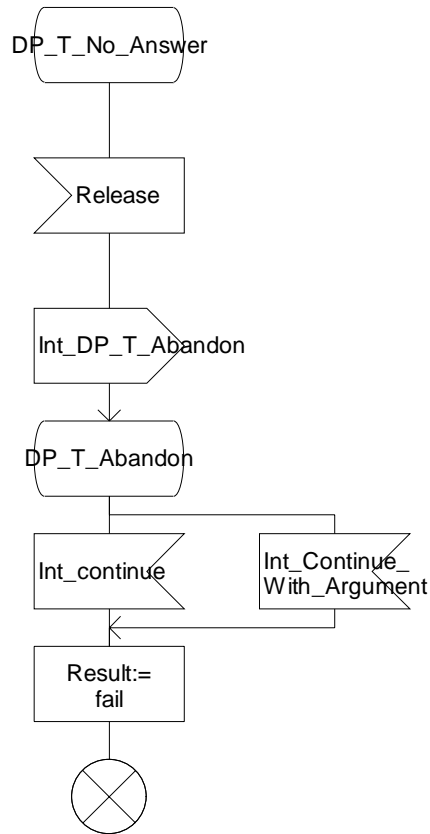 DP_T_No_Answer
Release
Int_DP_T_Abandon
DP_T_Abandon
Int_continue
Int_Continue_
With_Argument
Result:=
fail